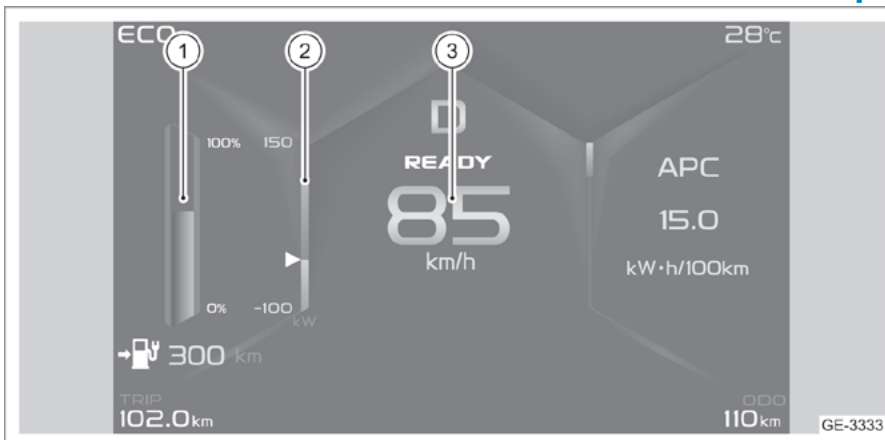 ECO
28°c
1
2
3
D
100%
150
READY
APC
85
15.0
km/h
kW·h/100km
0%
-100
kW
300 km
TRIP
ODO
102.0km
110km
GE-3333